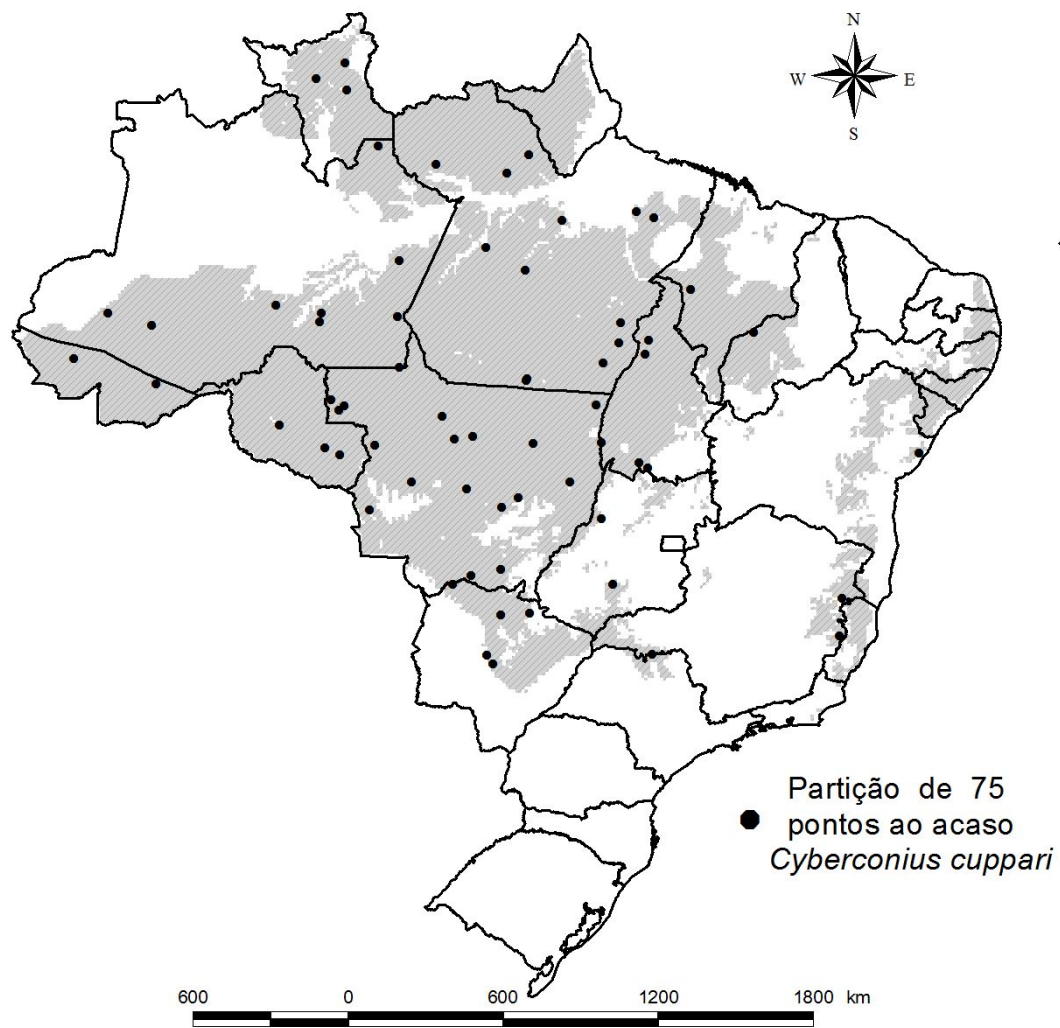 N
W E
S
Partição de 75
pontos ao acaso
Cyberconius cuppari
600 0 600 1200 1800 km